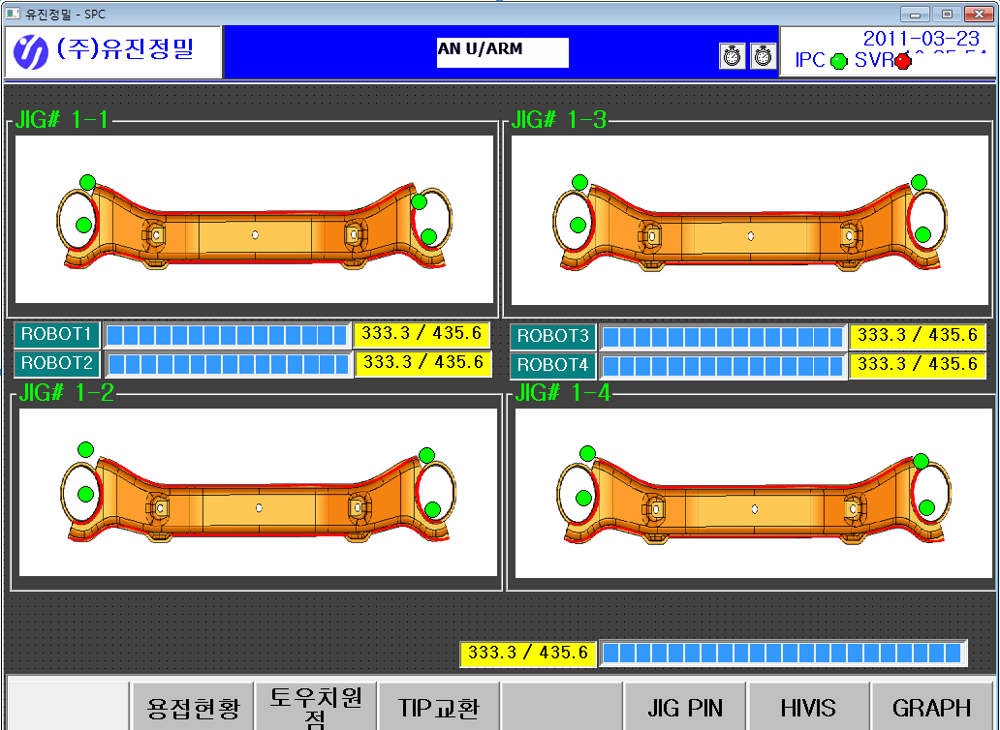 유진정밀 - SPC
(주)유진정밀
AN U/ARM
2011-03-23
IPC SVR
JIG# 1-1
JIG# 1-3
ROBOT1 333.3 / 435.6
ROBOT2 333.3 / 435.6
ROBOT3 333.3 / 435.6
ROBOT4 333.3 / 435.6
JIG# 1-2
JIG# 1-4
333.3 / 435.6
용접현황
토우치원
점
TIP교환
JIG PIN
HIVIS
GRAPH